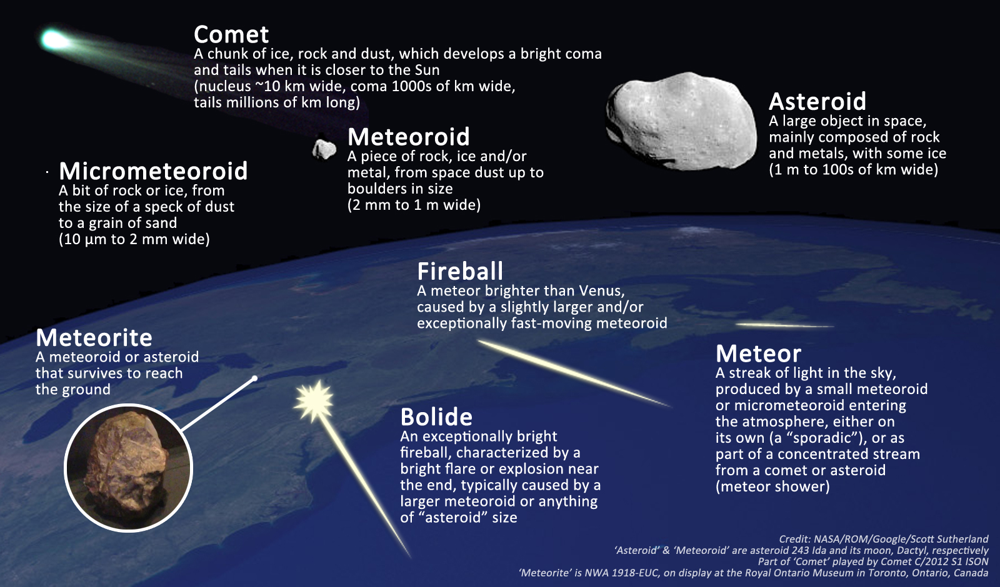 Comet
A chunk of ice, rock and dust, which develops a bright coma
and tails when it is closer to the Sun
(nucleus ~10 km wide, coma 1000s of km wide,
tails millions of km long)
Asteroid
A large object in space,
mainly composed of rock
and metals, with some ice
(1 m to 100s of km wide)
Meteoroid
A piece of rock, ice and/or
metal, from space dust up to
boulders in size
(2 mm to 1 m wide)
Micrometeoroid
A bit of rock or ice, from
the size of a speck of dust
to a grain of sand
(10 µm to 2 mm wide)
Fireball
A meteor brighter than Venus,
caused by a slightly larger and/or
exceptionally fast-moving meteoroid
Meteorite
A meteoroid or asteroid
that survives to reach
the ground
Meteor
A streak of light in the sky,
produced by a small meteoroid
or micrometeoroid entering
the atmosphere, either on
its own (a “sporadic”), or as
part of a concentrated stream
from a comet or asteroid
(meteor shower)
Bolide
An exceptionally bright
fireball, characterized by a
bright flare or explosion near
the end, typically caused by a
larger meteoroid or anything
of “asteroid” size
Credit: NASA/ROM/Google/Scott Sutherland
‘Asteroid’ & ‘Meteoroid’ are asteroid 243 Ida and its moon, Dactyl, respectively
Part of ‘Comet’ played by Comet C/2012 S1 ISON
‘Meteorite’ is NWA 1918-EUC, on display at the Royal Ontario Museum in Toronto, Ontario, Canada